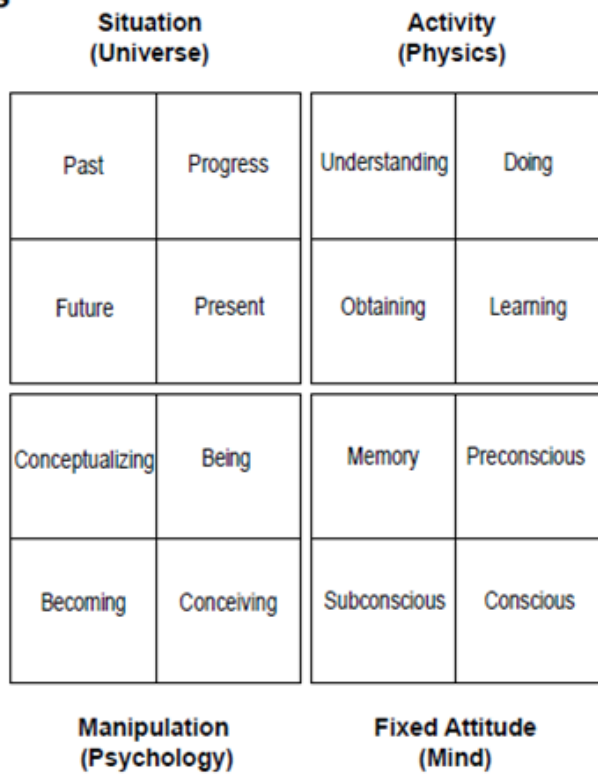 Situation
(Universe)
Activity
(Physics)
Past
Progress
Understanding
Doing
Future
Present
Obtaining
Learning
Conceptualizing
Being
Memory
Preconscious
Becoming
Conceiving
Subconscious
Conscious
Manipulation
(Psychology)
Fixed Attitude
(Mind)